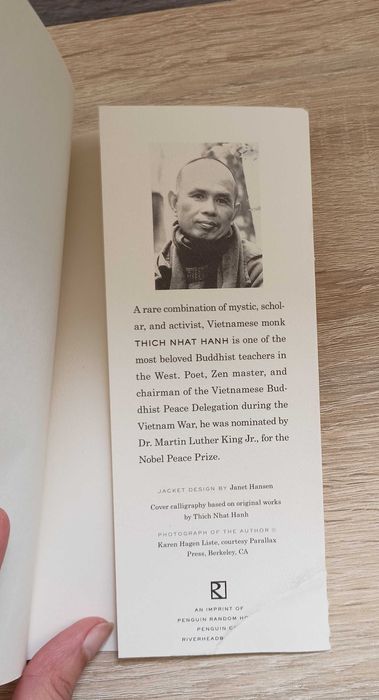 A rare combination of mystic, schol-
ar, and activist, Vietnamese monk
THICH NHAT HANH is one of the
most beloved Buddhist teachers in
the West. Poet, Zen master, and
chairman of the Vietnamese Bud-
dhist Peace Delegation during the
Vietnam War, he was nominated by
Dr. Martin Luther King Jr., for the
Nobel Peace Prize.
JACKET DESIGN BY Janet Hansen
Cover calligraphy based on original works
by Thich Nhat Hanh
PHOTOGRAPH OF THE AUTHOR ©
Karen Hagen Liste, courtesy Parallax
Press, Berkeley, CA
R
AN IMPRINT OF
PENGUIN RANDOM
PENGUIN